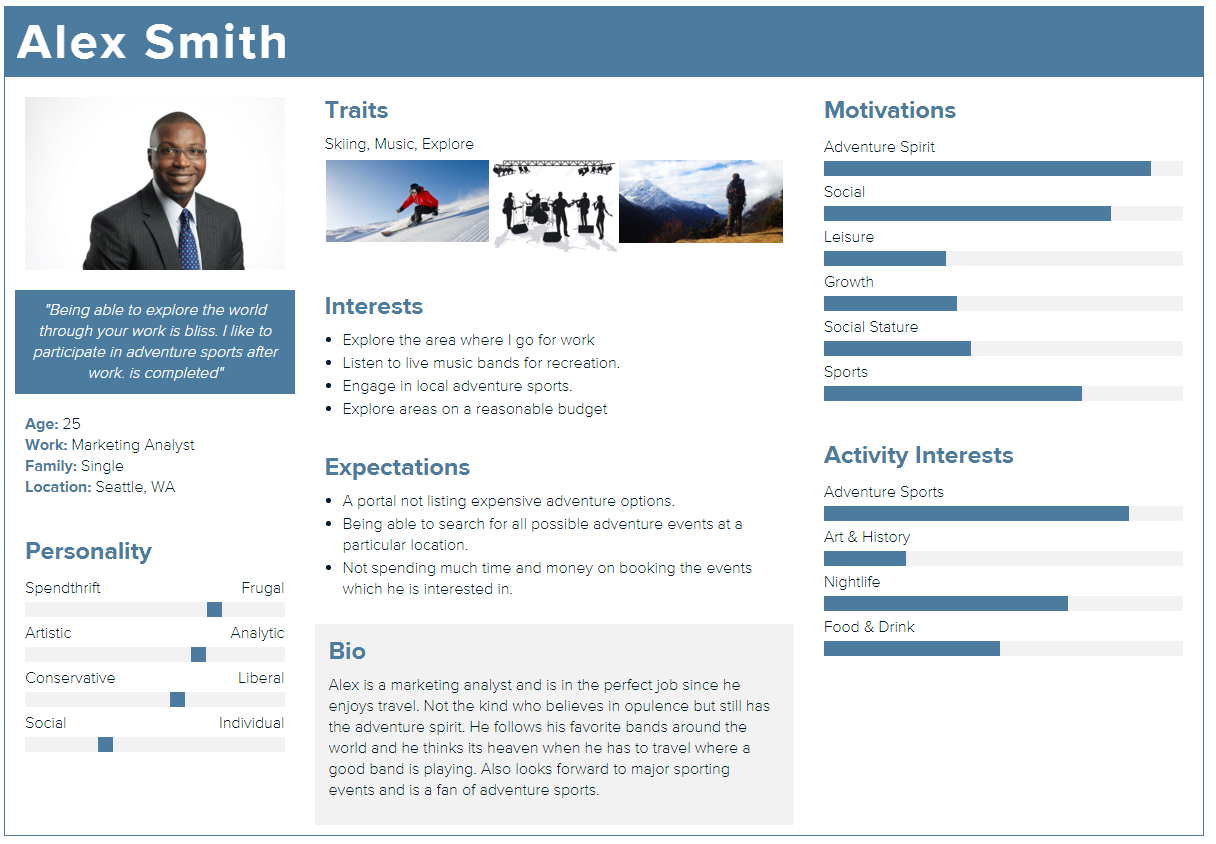 Alex Smith
"Being able to explore the world
through your work is bliss. I like to
participate in adventure sports after
work. is completed"
Age: 25
Work: Marketing Analyst
Family: Single
Location: Seattle, WA
Personality
Spendthrift Frugal
Artistic Analytic
Conservative Liberal
Social Individual
Traits
Skiing, Music, Explore
Interests
• Explore the area where I go for work
• Listen to live music bands for recreation.
• Engage in local adventure sports.
• Explore areas on a reasonable budget
Expectations
• A portal not listing expensive adventure options.
• Being able to search for all possible adventure events at a
particular location.
• Not spending much time and money on booking the events
which he is interested in.
Bio
Alex is a marketing analyst and is in the perfect job since he
enjoys travel. Not the kind who believes in opulence but still has
the adventure spirit. He follows his favorite bands around the
world and he thinks its heaven when he has to travel where a
good band is playing. Also looks forward to major sporting
events and is a fan of adventure sports.
Motivations
Adventure Spirit
Social
Leisure
Growth
Social Stature
Sports
Activity Interests
Adventure Sports
Art & History
Nightlife
Food & Drink